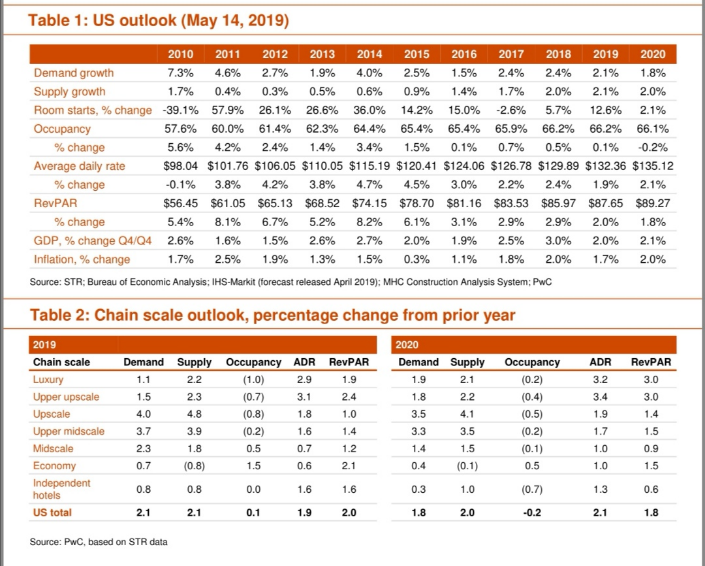 Table 1: US outlook (May 14, 2019)
2010 2011 2012 2013 2014 2015 2016 2017 2018 2019 2020
Demand growth 7.3% 4.6% 2.7% 1.9% 4.0% 2.5% 1.5% 2.4% 2.4% 2.1% 1.8%
Supply growth 1.7% 0.4% 0.3% 0.5% 0.6% 0.9% 1.4% 1.7% 2.0% 2.1% 2.0%
Room starts, % change -39.1% 57.9% 26.1% 26.6% 36.0% 14.2% 15.0% -2.6% 5.7% 12.6% 2.1%
Occupancy 57.6% 60.0% 61.4% 62.3% 64.4% 65.4% 65.4% 65.9% 66.2% 66.2% 66.1%
% change 5.6% 4.2% 2.4% 1.4% 3.4% 1.5% 0.1% 0.7% 0.5% 0.1% -0.2%
Average daily rate $98.04 $101.76 $106.05 $110.05 $115.19 $120.41 $124.06 $126.78 $129.89 $132.36 $135.12
% change -0.1% 3.8% 4.2% 3.8% 4.7% 4.5% 3.0% 2.2% 2.4% 1.9% 2.1%
RevPAR $56.45 $61.05 $65.13 $68.52 $74.15 $78.70 $81.16 $83.53 $85.97 $87.65 $89.27
% change 5.4% 8.1% 6.7% 5.2% 8.2% 6.1% 3.1% 2.9% 2.9% 2.0% 1.8%
GDP, % change Q4/Q4 2.6% 1.6% 1.5% 2.6% 2.7% 2.0% 1.9% 2.5% 3.0% 2.0% 2.1%
Inflation, % change 1.7% 2.5% 1.9% 1.3% 1.5% 0.3% 1.1% 1.8% 2.0% 1.7% 2.0%
Source: STR; Bureau of Economic Analysis; IHS-Markit (forecast released April 2019); MHC Construction Analysis System; PwC
Table 2: Chain scale outlook, percentage change from prior year
2019 2020
Chain scale Demand Supply Occupancy ADR RevPAR Demand Supply Occupancy ADR RevPAR
Luxury 1.1 2.2 (1.0) 2.9 1.9 1.9 2.1 (0.2) 3.2 3.0
Upper upscale 1.5 2.3 (0.7) 3.1 2.4 1.8 2.2 (0.4) 3.4 3.0
Upscale 4.0 4.8 (0.8) 1.8 1.0 3.5 4.1 (0.5) 1.9 1.4
Upper midscale 3.7 3.9 (0.2) 1.6 1.4 3.3 3.5 (0.2) 1.7 1.5
Midscale 2.3 1.8 0.5 0.7 1.2 1.4 1.5 (0.1) 1.0 0.9
Economy 0.7 (0.8) 1.5 0.6 2.1 0.4 (0.1) 0.5 1.0 1.5
Independent
hotels 0.8 0.8 0.0 1.6 1.6 0.3 1.0 (0.7) 1.3 0.6
US total 2.1 2.1 0.1 1.9 2.0 1.8 2.0 -0.2 2.1 1.8
Source: PwC, based on STR data